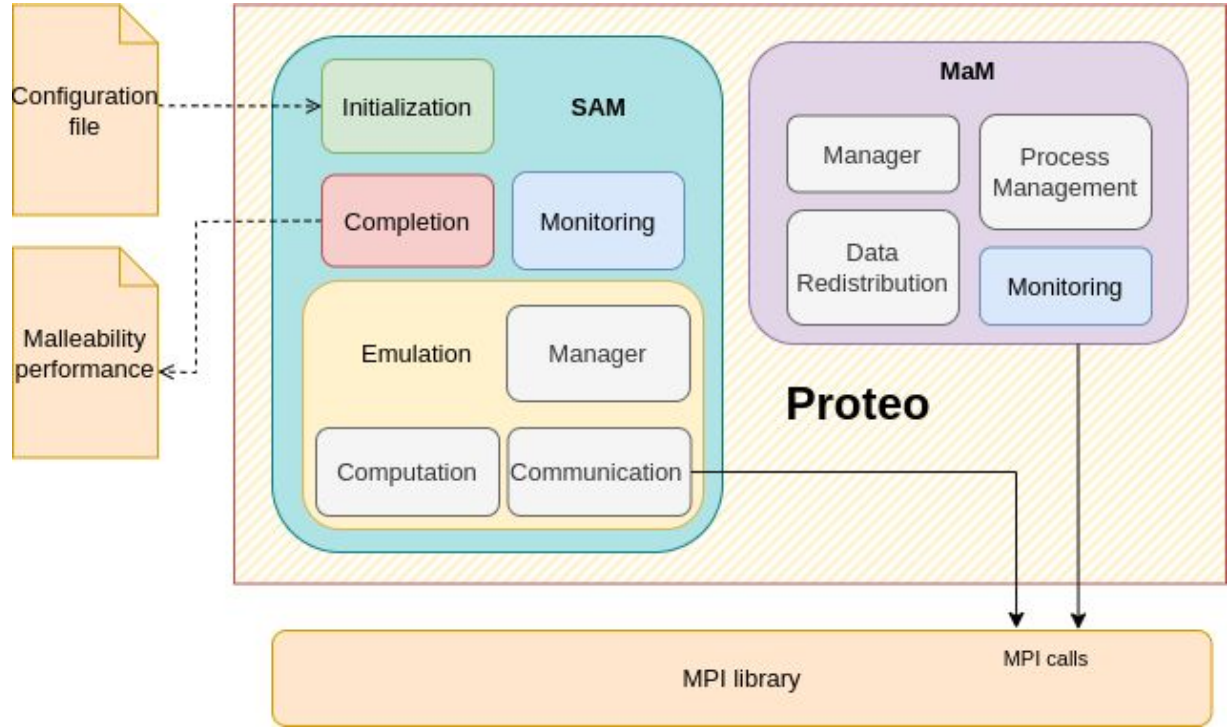 Configuration
file
Malleability
performance
Initialization
SAM
Completion
Monitoring
Emulation
Manager
Computation
Communication
MaM
Manager
Process
Management
Data
Redistribution
Monitoring
Proteo
MPI calls
MPI library